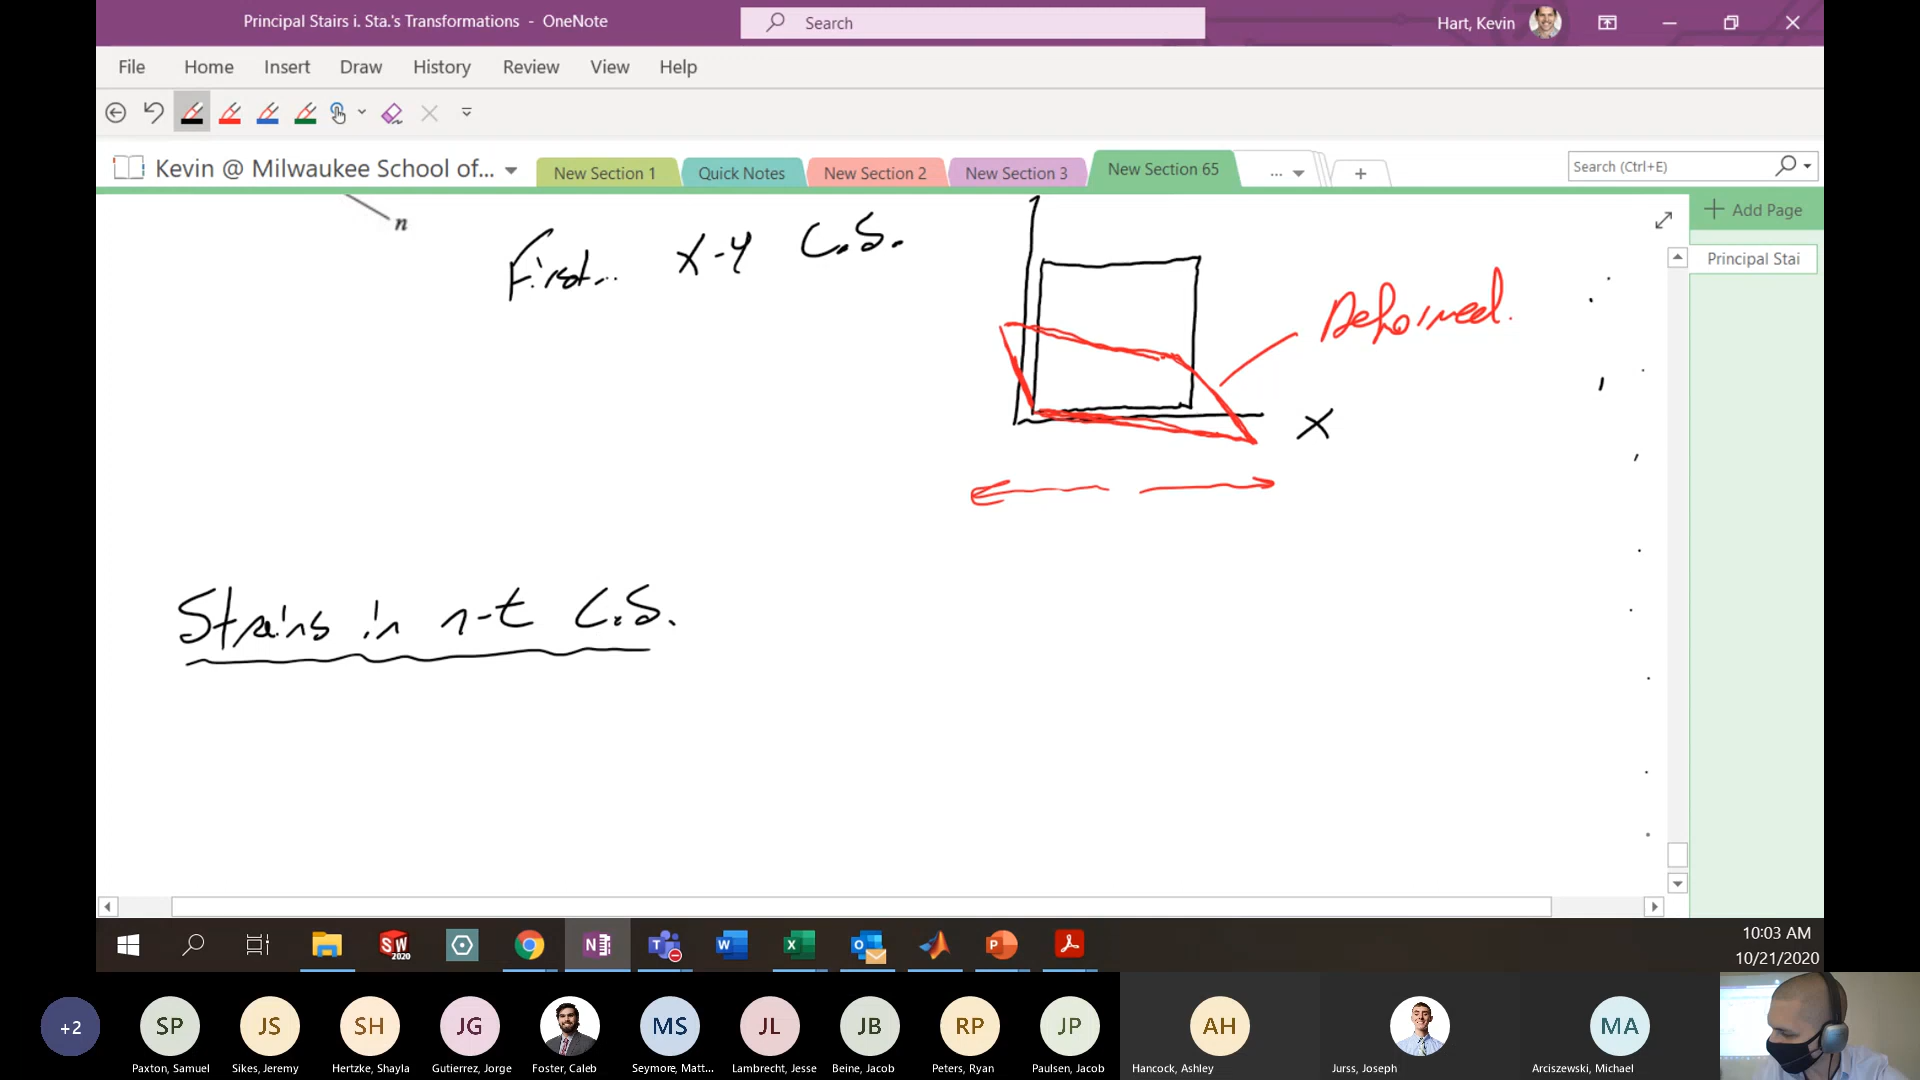 Principal Stairs i. Sta.'s Transformations - OneNote
Search
Hart, Kevin
File Home Insert Draw History Review View Help
Kevin @ Milwaukee School of...
New Section 1
Quick Notes
New Section 2
New Section 3
New Section 65
...
Search (Ctrl+E)
Add Page
Principal Stai
n
First... x-y C.S.
Deformed.
X
Strains in n-t C.S.
SW
2020
10:03 AM
10/21/2020
+2
SP
JS
SH
JG
MS
JL
JB
RP
JP
AH
MA
Paxton, Samuel
Sikes, Jeremy
Hertzke, Shayla
Gutierrez, Jorge
Foster, Caleb
Seymore, Matt...
Lambrecht, Jesse
Beine, Jacob
Peters, Ryan
Paulsen, Jacob
Hancock, Ashley
Jurss, Joseph
Arciszewski, Michael